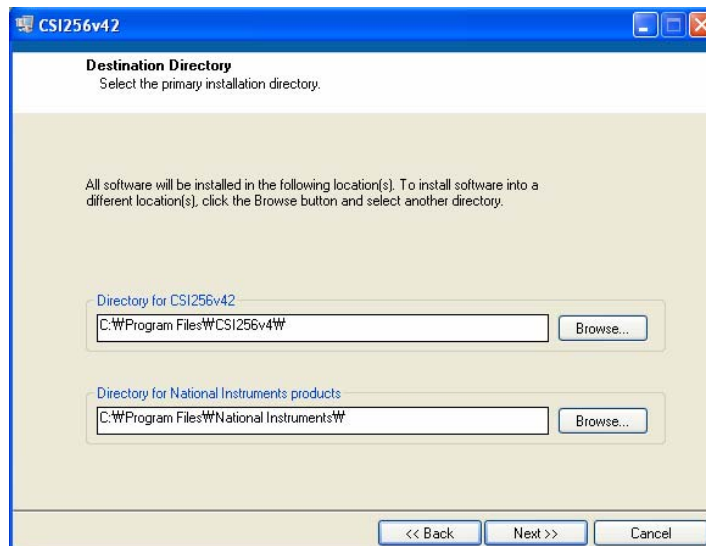 CSI256v42
Destination Directory
Select the primary installation directory.
All software will be installed in the following location(s). To install software into a
different location(s), click the Browse button and select another directory.
Directory for CSI256v42
C:₩Program Files₩CSI256v4₩
Browse...
Directory for National Instruments products
C:₩Program Files₩National Instruments₩
Browse...
<< Back
Next >>
Cancel